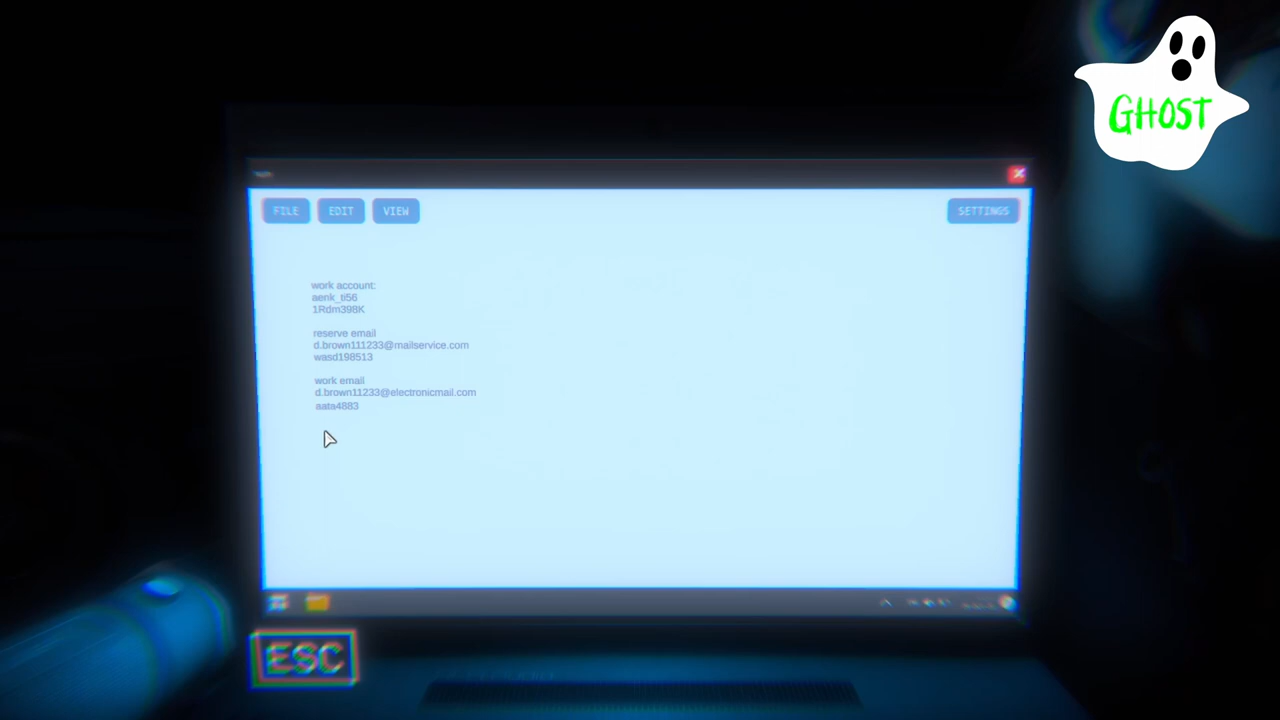 GHOST
FILE EDIT VIEW SETTINGS
work account:
aenk_ti56
1Rdm398K
reserve email
d.brown111233@mailservice.com
wasd198513
work email
d.brown11233@electronicmail.com
aata4883
ESC